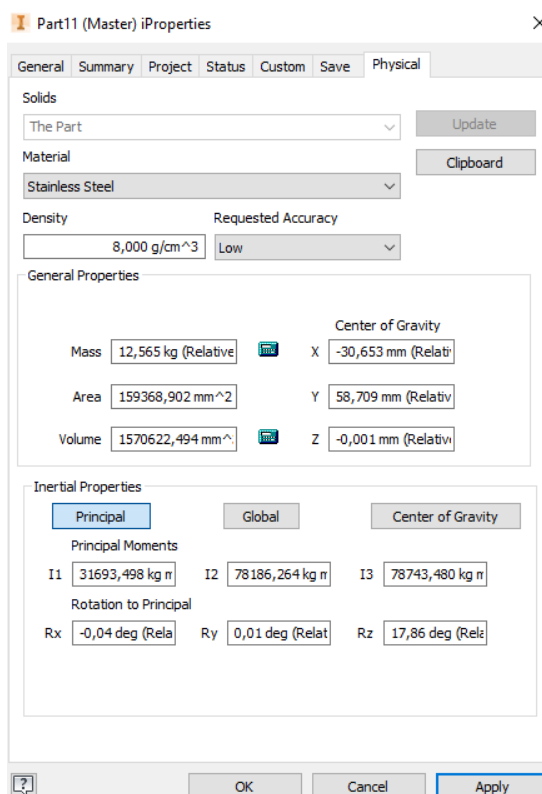 Part11 (Master) iProperties
General Summary Project Status Custom Save Physical
Solids
The Part Update
Material Clipboard
Stainless Steel
Density Requested Accuracy
8,000 g/cm^3 Low
General Properties
Center of Gravity
Mass 12,565 kg (Relative X -30,653 mm (Relati
Area 159368,902 mm^2 Y 58,709 mm (Relativ
Volume 1570622,494 mm^ Z -0,001 mm (Relativ
Inertial Properties
Principal Global Center of Gravity
Principal Moments
I1 31693,498 kg m I2 78186,264 kg m I3 78743,480 kg m
Rotation to Principal
Rx -0,04 deg (Rela Ry 0,01 deg (Relat Rz 17,86 deg (Rela
? OK Cancel Apply